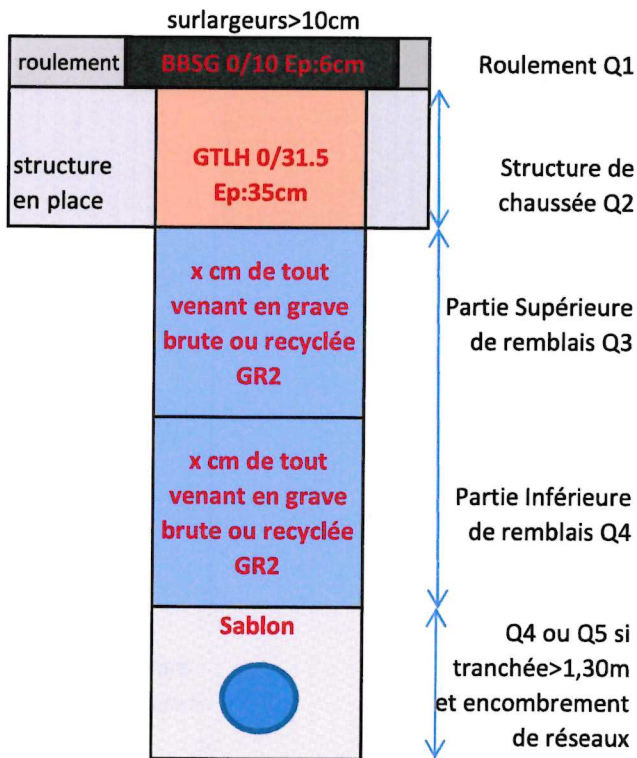 surlargeurs>10cm
roulement
BBSG 0/10 Ep:6cm
Roulement Q1
structure
en place
GTLH 0/31.5
Ep:35cm
Structure de
chaussée Q2
x cm de tout
venant en grave
brute ou recyclée
GR2
Partie Supérieure
de remblais Q3
x cm de tout
venant en grave
brute ou recyclée
GR2
Partie Inférieure
de remblais Q4
Sablon
Q4 ou Q5 si
tranchée>1,30m
et encombrement
de réseaux